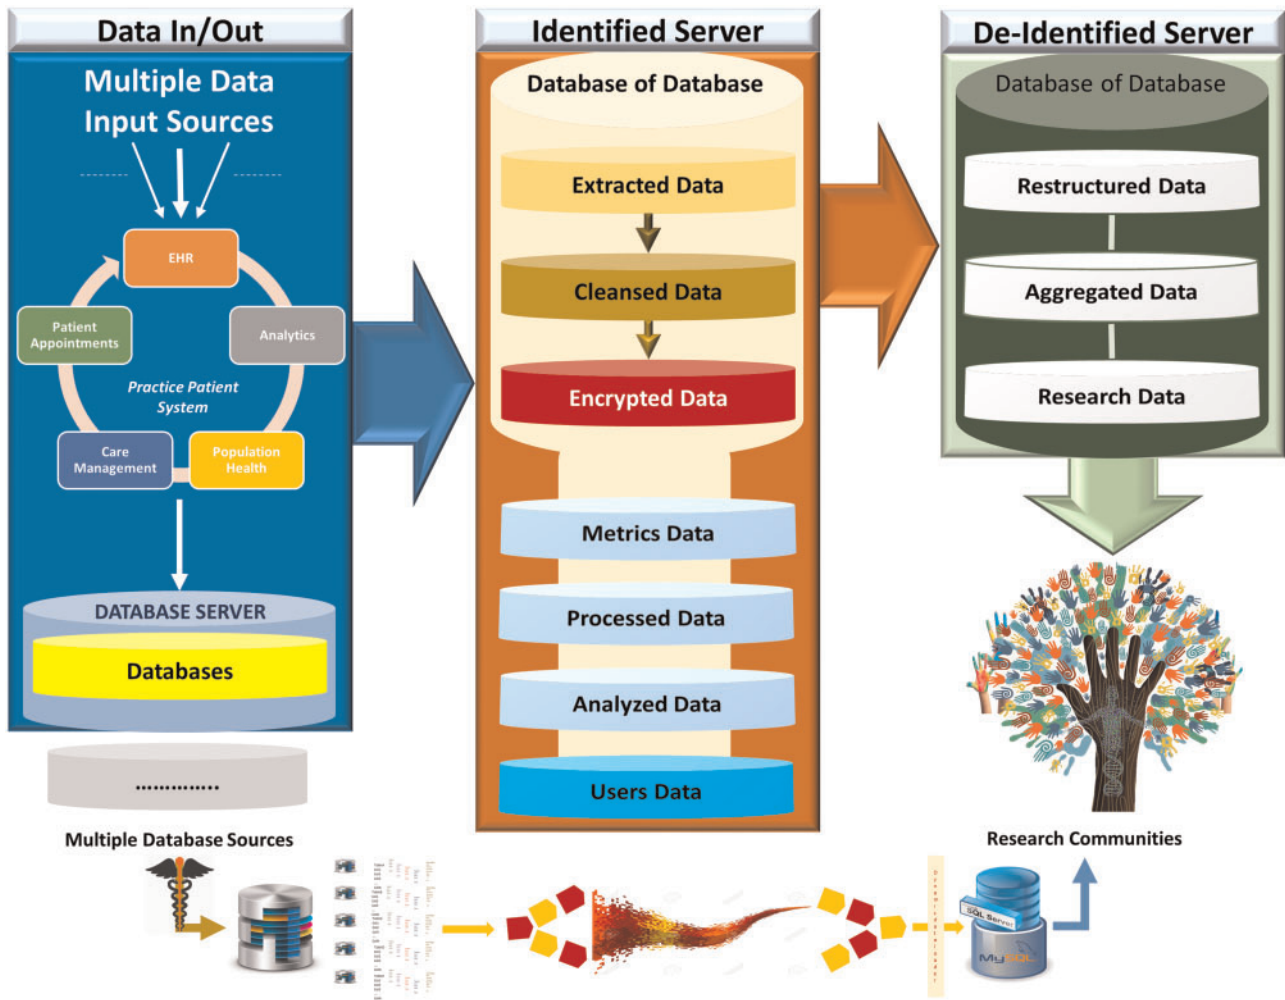 Data In/Out
Multiple Data
Input Sources
EHR
Patient
Appointments
Analytics
Practice Patient
System
Care
Management
Population
Health
DATABASE SERVER
Databases
..............
Multiple Database Sources
Identified Server
Database of Database
Extracted Data
Cleansed Data
Encrypted Data
Metrics Data
Processed Data
Analyzed Data
Users Data
De-Identified Server
Database of Database
Restructured Data
Aggregated Data
Research Data
Research Communities
SQL Server
MySQL